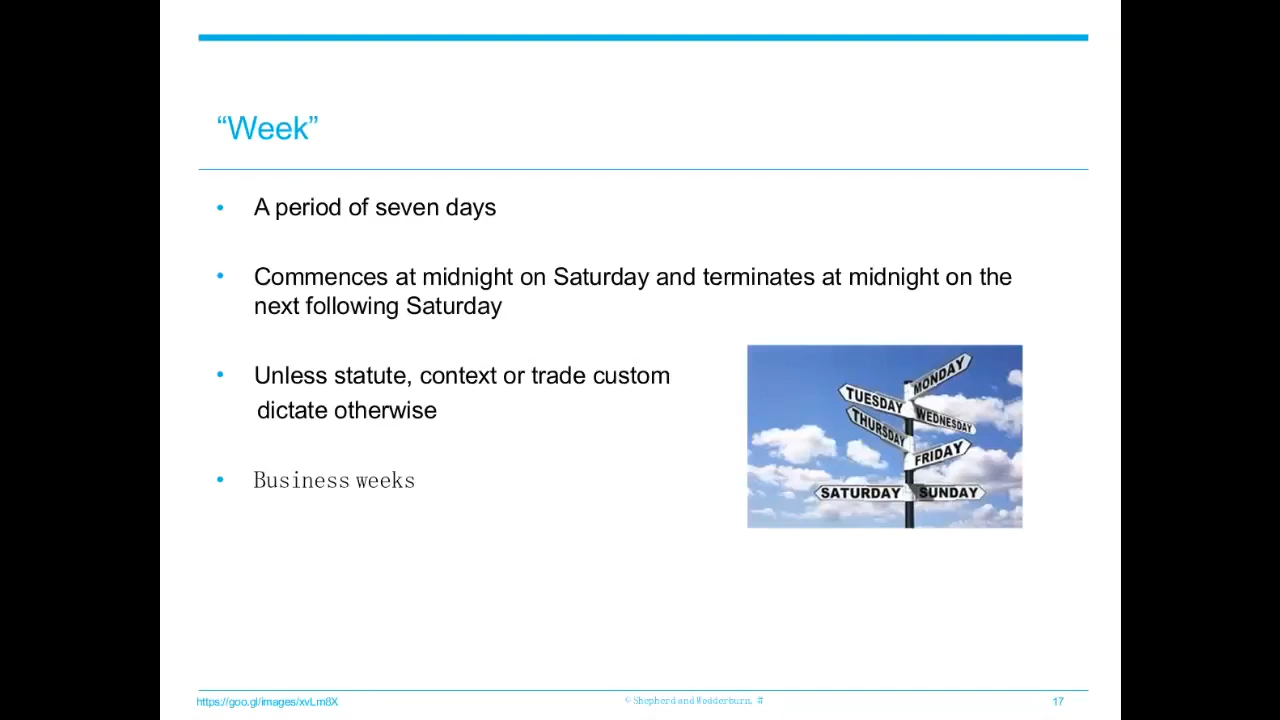 “Week”
• A period of seven days
• Commences at midnight on Saturday and terminates at midnight on the
next following Saturday
• Unless statute, context or trade custom
dictate otherwise
• Business weeks
MONDAY
TUESDAY
WEDNESDAY
THURSDAY
FRIDAY
SATURDAY SUNDAY
https://goo.gl/images/xvLm8X © Shepherd and Wedderburn. # 17